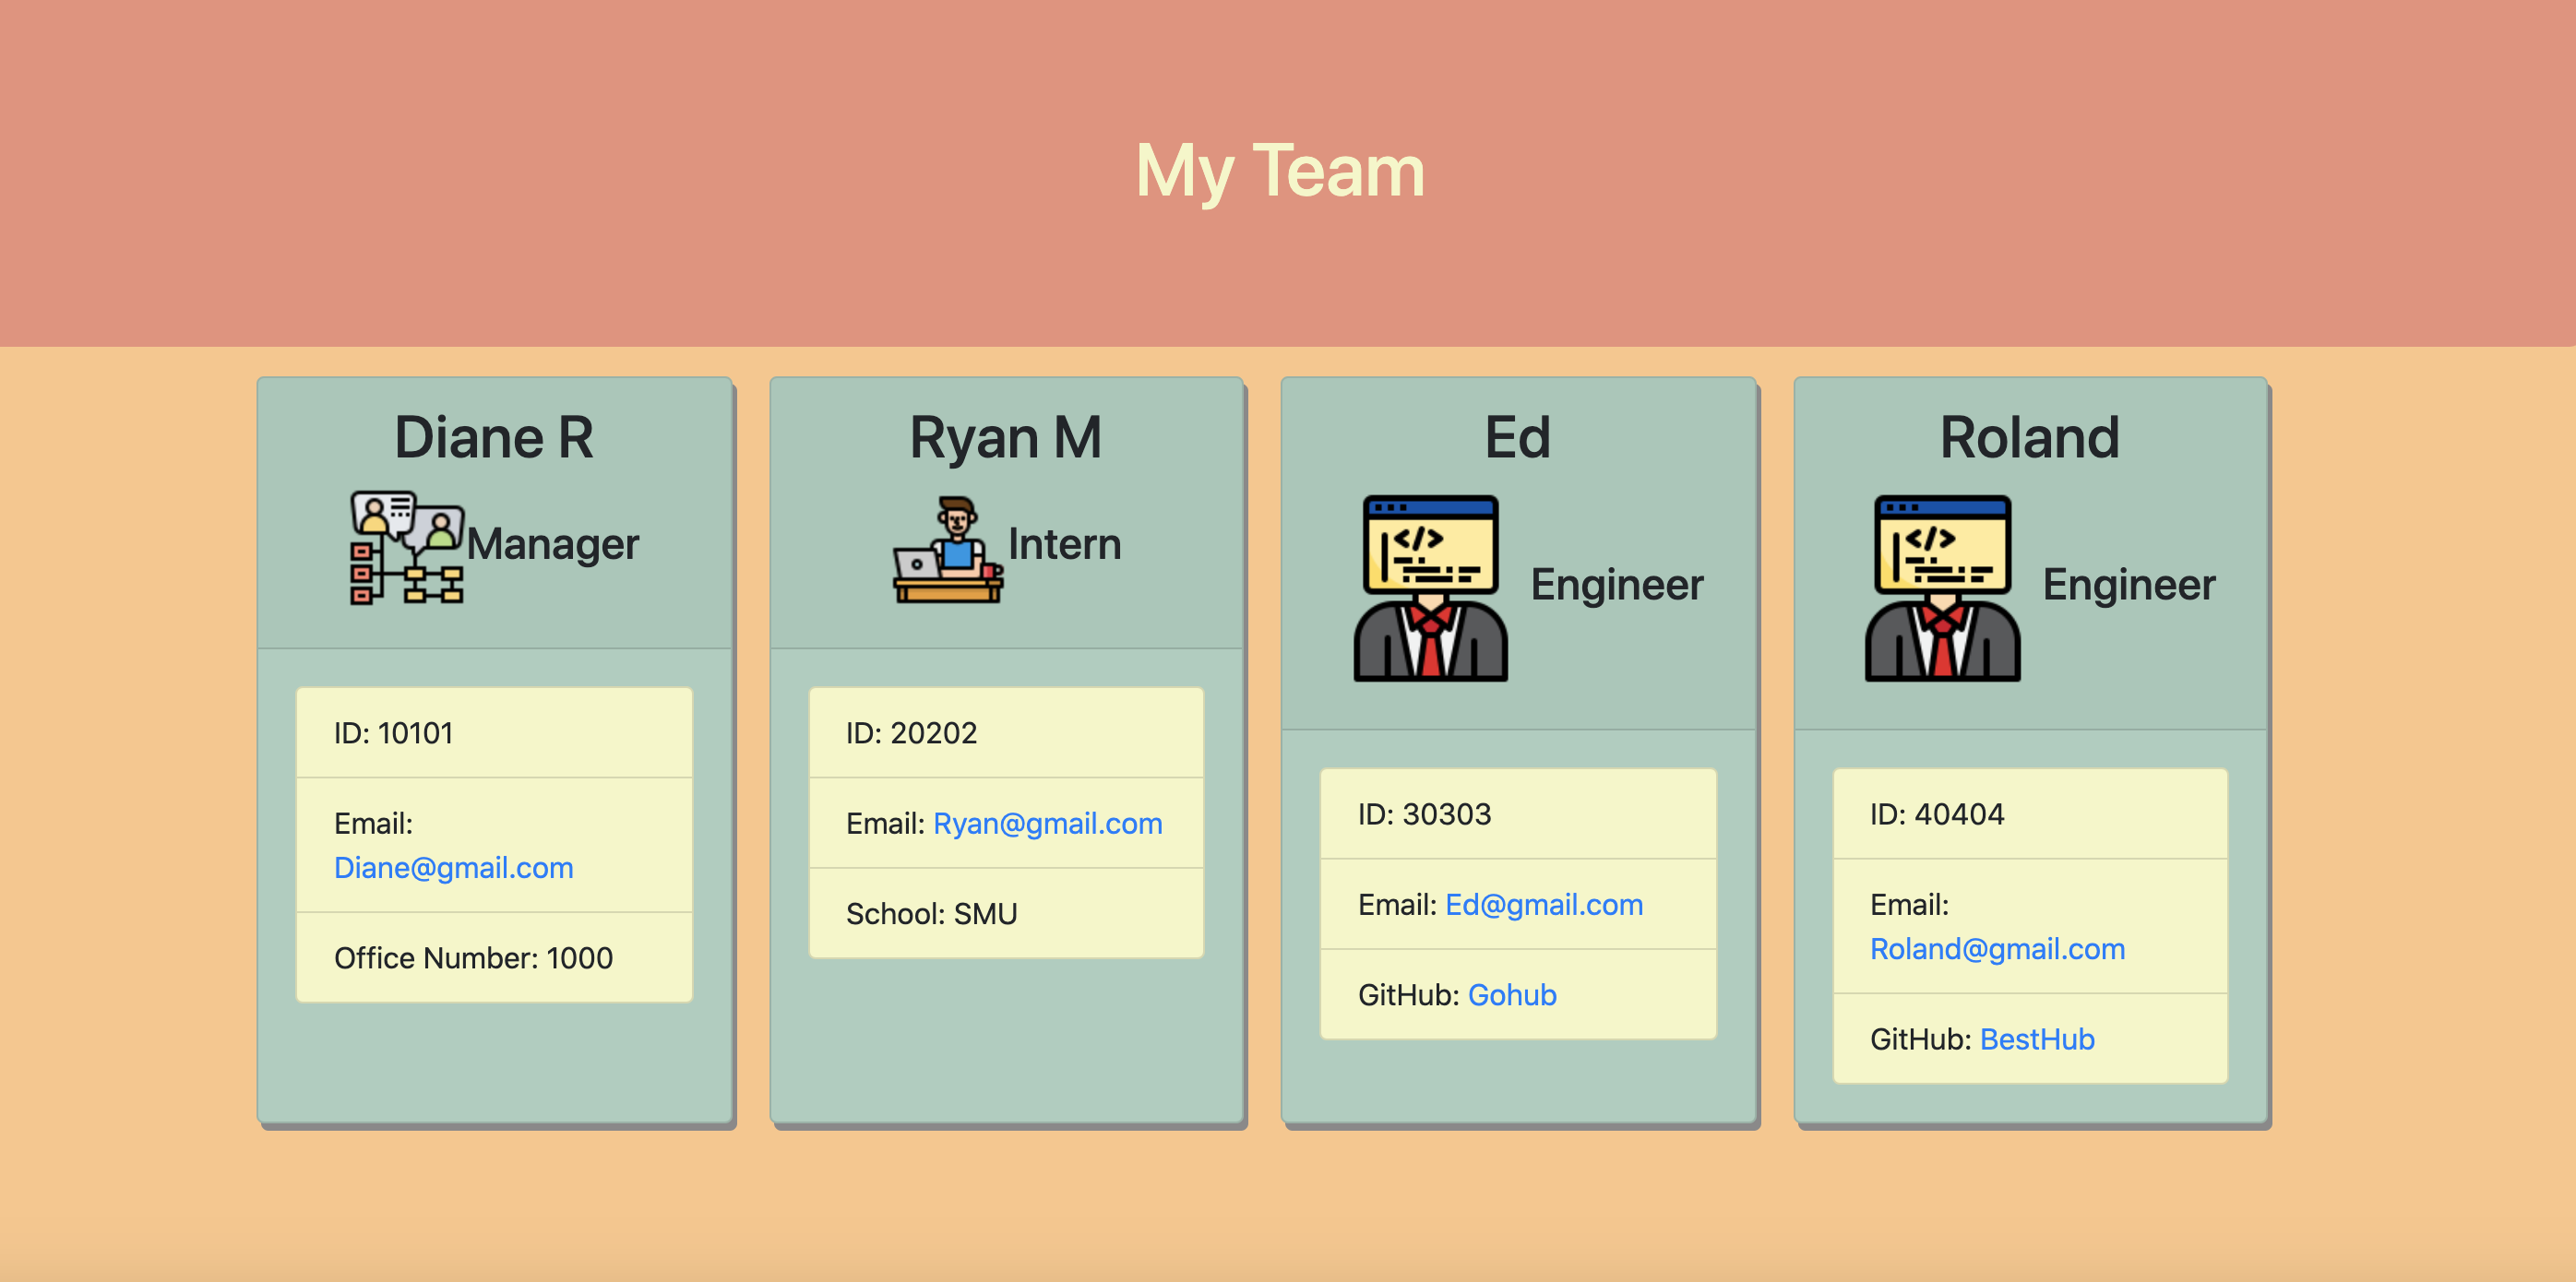 My Team
Diane R
Manager
ID: 10101
Email:
Diane@gmail.com
Office Number: 1000
Ryan M
Intern
ID: 20202
Email: Ryan@gmail.com
School: SMU
Ed
</>
Engineer
ID: 30303
Email: Ed@gmail.com
GitHub: Gohub
Roland
</>
Engineer
ID: 40404
Email:
Roland@gmail.com
GitHub: BestHub